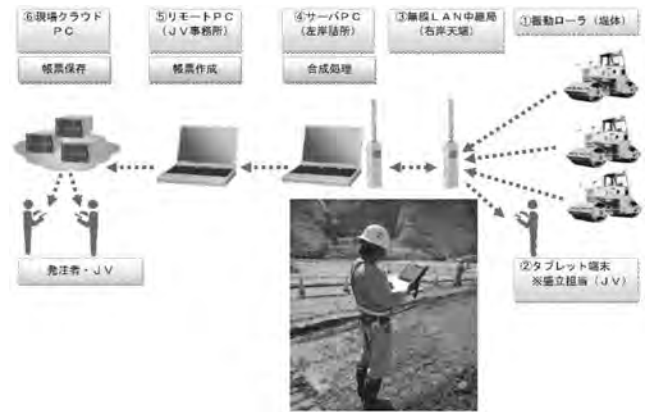 ⑥現場クラウド
PC
⑤リモートPC
(JV事務所)
④サーバPC
(左岸詰所)
③無線LAN中継局
(右岸天端)
①振動ローラ(堤体)
帳票保存
帳票作成
合成処理
発注者・JV
②タブレット端末
※盛立担当(JV)